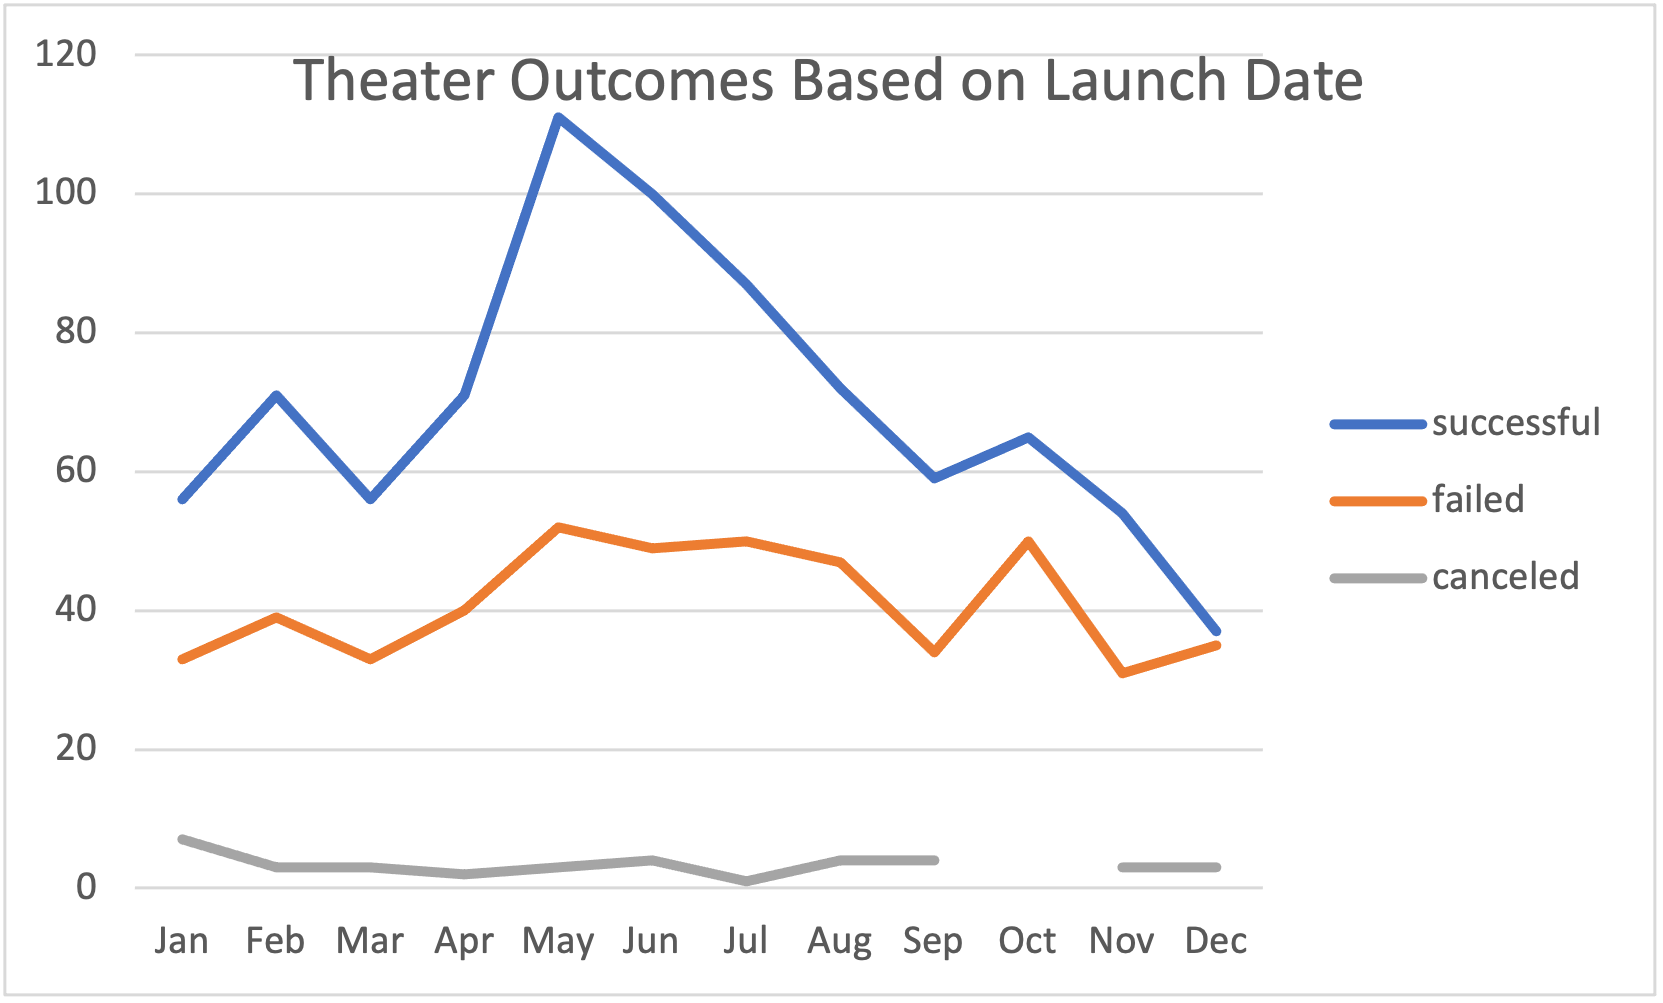 Theater Outcomes Based on Launch Date
120
100
80
60
40
20
0
Jan Feb Mar Apr May Jun Jul Aug Sep Oct Nov Dec
successful
failed
canceled